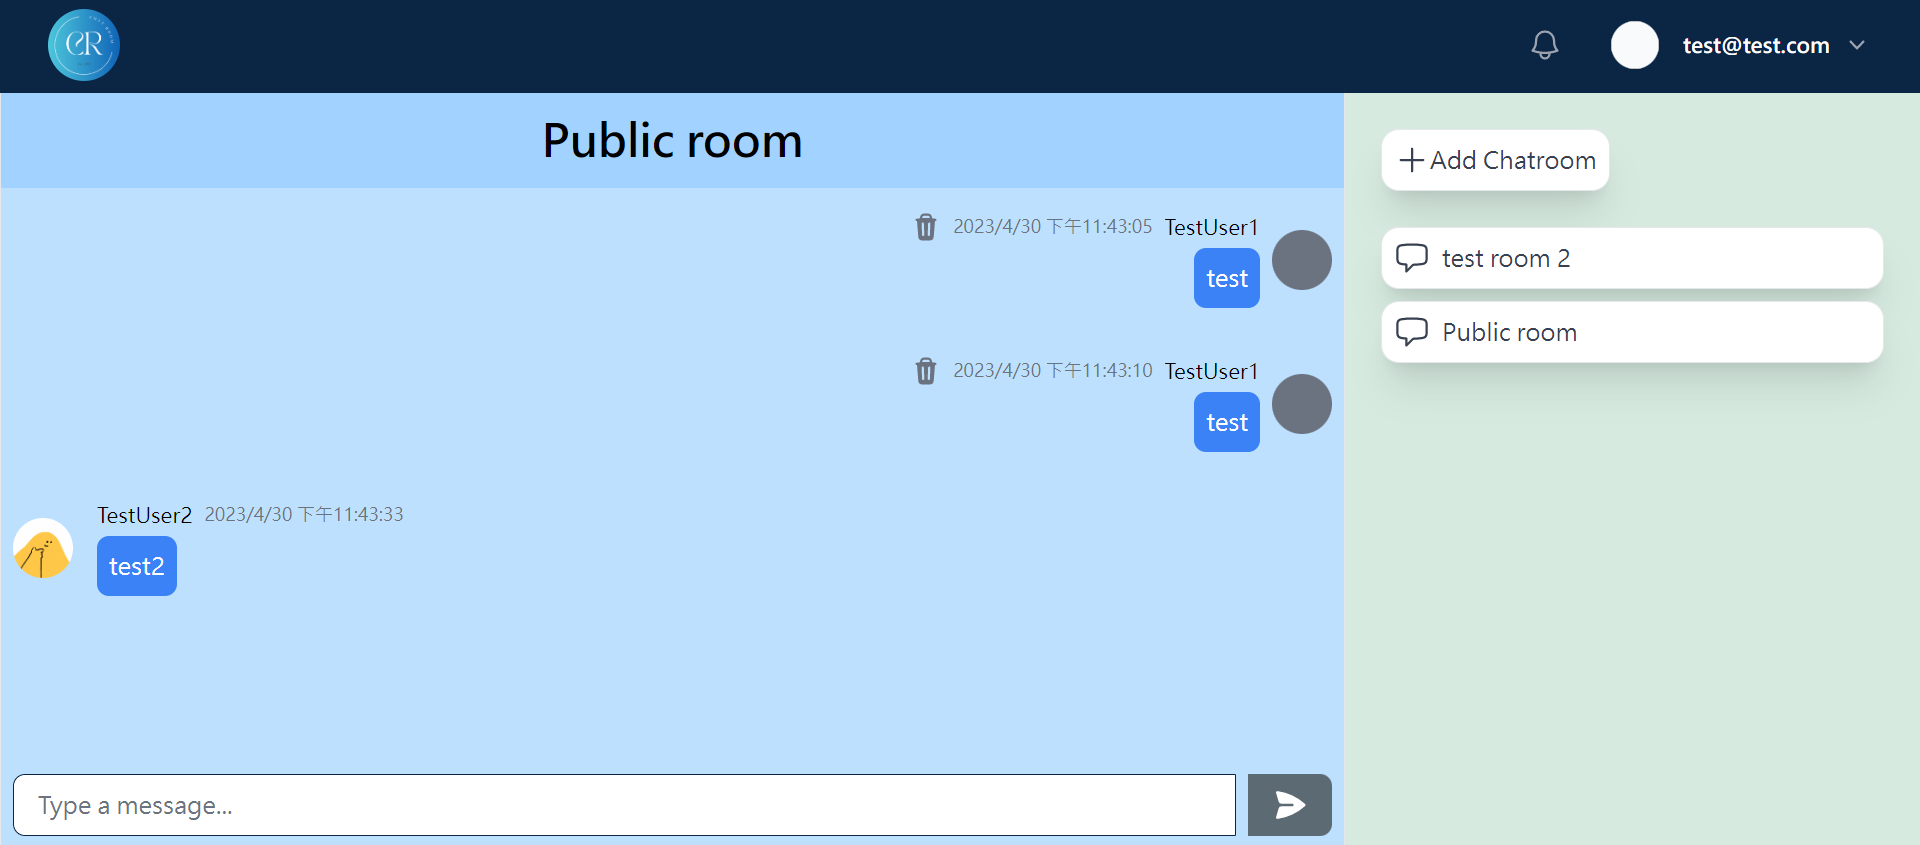 CR
test@test.com
Public room
2023/4/30 下午11:43:05 TestUser1
test
2023/4/30 下午11:43:10 TestUser1
test
TestUser2 2023/4/30 下午11:43:33
test2
Type a message...
Add Chatroom
test room 2
Public room